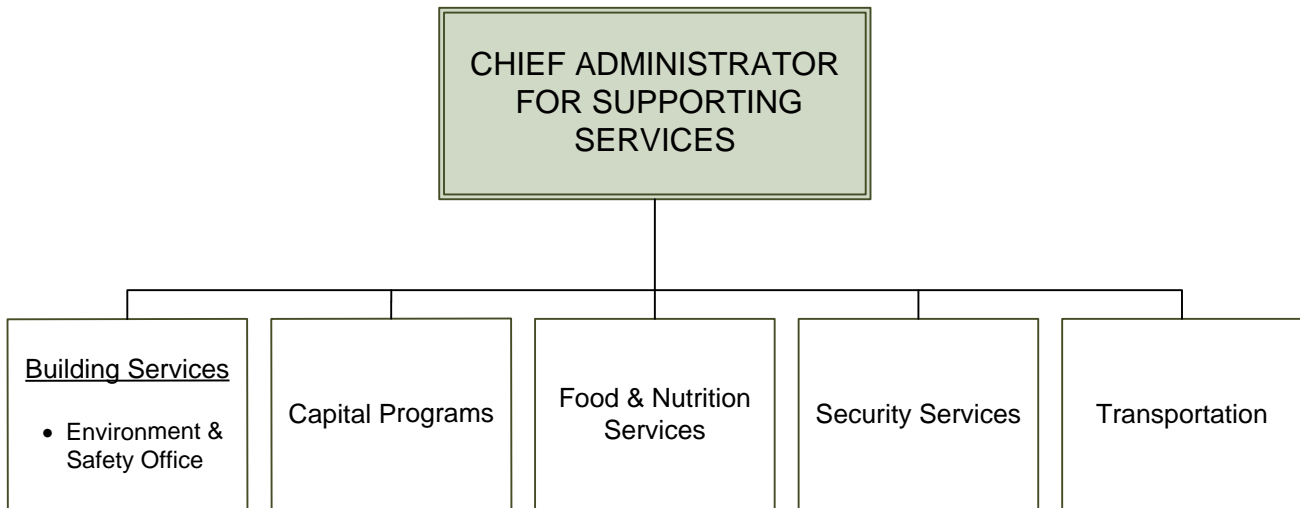 CHIEF ADMINISTRATOR
FOR SUPPORTING
SERVICES
Building Services
• Environment &
Safety Office
Capital Programs
Food & Nutrition
Services
Security Services
Transportation